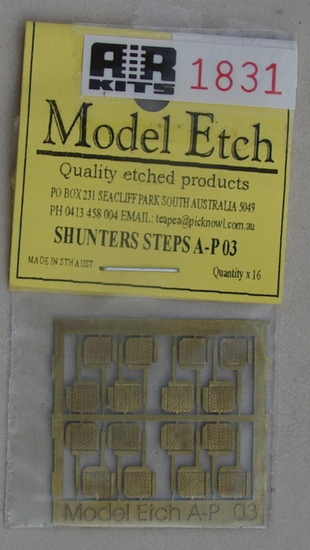 AR KITS
1831
Model Etch
Quality etched products
PO BOX 231 SEACLIFF PARK SOUTH AUSTRALIA 5049
PH 0413 458 004 EMAIL: teapea@picknowl.com.au
SHUNTERS STEPS A-P 03
MADE IN STH AUST
Quantity x 16
Model Etch A-P 03